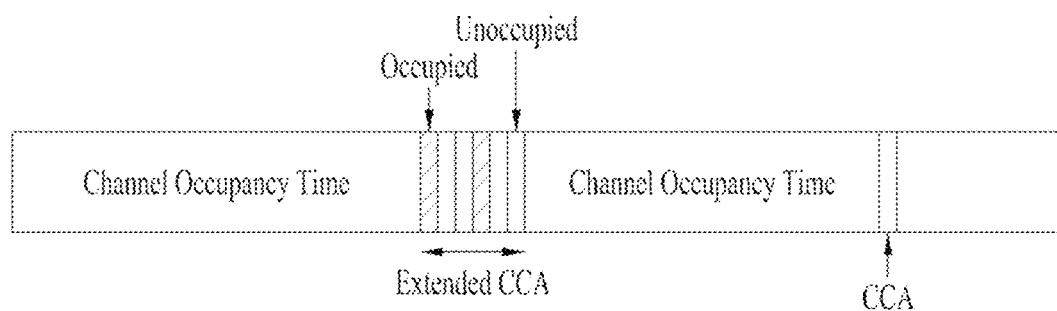 Unoccupied
Occupied
Channel Occupancy Time
Channel Occupancy Time
Extended CCA
CCA